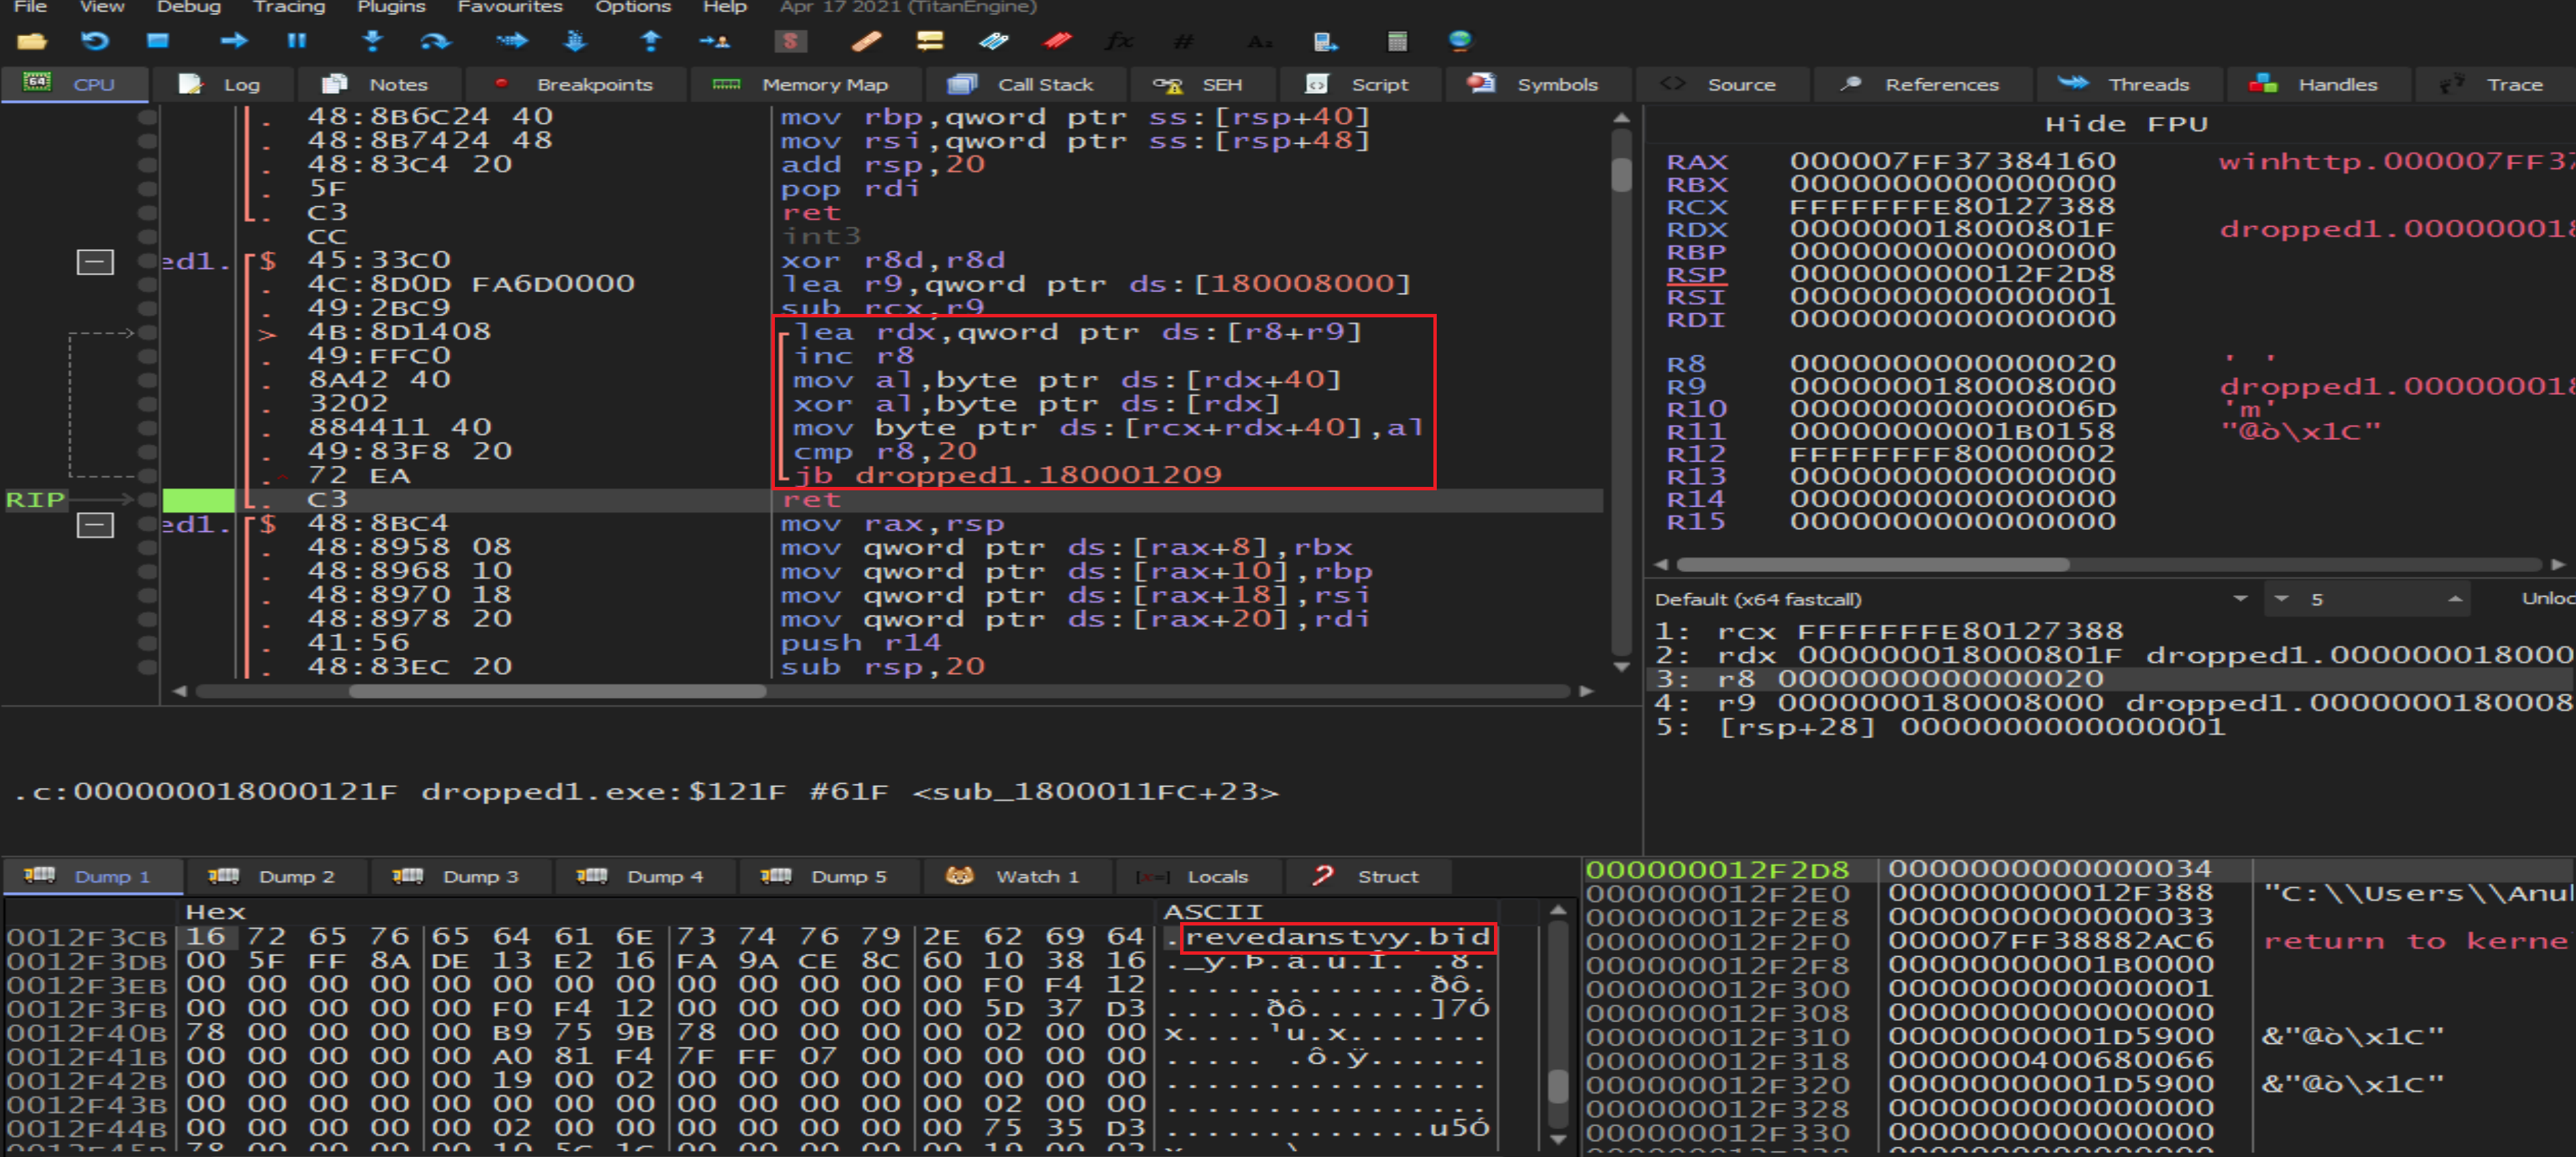 File View Debug Tracing Plugins Favourites Options Help Apr 17 2021 (TitanEngine)
CPU Log Notes Breakpoints Memory Map Call Stack SEH Script Symbols Source References Threads Handles Trace
48:8B6C24 40 mov rbp,qword ptr ss:[rsp+40]
48:8B7424 48 mov rsi,qword ptr ss:[rsp+48]
48:83C4 20 add rsp,20
5F pop rdi
C3 ret
CC int3
ed1. $ 45:33C0 xor r8d,r8d
4C:8D0D FA6D0000 lea r9,qword ptr ds:[180008000]
49:2BC9 sub rcx,r9
> 4B:8D1408 lea rdx,qword ptr ds:[r8+r9]
49:FFC0 inc r8
8A42 40 mov al,byte ptr ds:[rdx+40]
3202 xor al,byte ptr ds:[rdx]
884411 40 mov byte ptr ds:[rcx+rdx+40],al
49:83F8 20 cmp r8,20
72 EA jb dropped1.180001209
RIP C3 ret
ed1. $ 48:8BC4 mov rax,rsp
48:8958 08 mov qword ptr ds:[rax+8],rbx
48:8968 10 mov qword ptr ds:[rax+10],rbp
48:8970 18 mov qword ptr ds:[rax+18],rsi
48:8978 20 mov qword ptr ds:[rax+20],rdi
41:56 push r14
48:83EC 20 sub rsp,20
Hide FPU
RAX 000007FF37384160 winhttp.000007FF37
RBX 0000000000000000
RCX FFFFFFFE80127388
RDX 000000018000801F dropped1.000000018
RBP 0000000000000000
RSP 000000000012F2D8
RSI 0000000000000001
RDI 0000000000000000
R8 0000000000000020 ' '
R9 0000000180008000 dropped1.000000018
R10 000000000000006D 'm'
R11 00000000001B0158 "@ò\x1C"
R12 FFFFFFFF80000002
R13 0000000000000000
R14 0000000000000000
R15 0000000000000000
Default (x64 fastcall) 5 Unloc
1: rcx FFFFFFFE80127388
2: rdx 000000018000801F dropped1.0000000018000
3: r8 0000000000000020
4: r9 0000000180008000 dropped1.0000000180008
5: [rsp+28] 0000000000000001
.c:000000018000121F dropped1.exe:$121F #61F <sub_1800011FC+23>
Dump 1 Dump 2 Dump 3 Dump 4 Dump 5 Watch 1 [x=] Locals Struct
Hex ASCII
0012F3CB 16 72 65 76 65 64 61 6E 73 74 76 79 2E 62 69 64 .revedanstvy.bid
0012F3DB 00 5F FF 8A DE 13 E2 16 FA 9A CE 8C 60 10 38 16
0012F3EB 00 00 00 00 00 00 00 00 00 00 00 00 00 F0 F4 12 .............ðô.
0012F3FB 00 00 00 00 00 F0 F4 12 00 00 00 00 00 5D 37 D3 .....ðô......]7Ó
0012F40B 78 00 00 00 00 B9 75 9B 78 00 00 00 00 02 00 00 x....¹u.x.......
0012F41B 00 00 00 00 00 A0 81 F4 7F FF 07 00 00 00 00 00 ..... .ô.ÿ......
0012F42B 00 00 00 00 00 19 00 02 00 00 00 00 00 00 00 00 ................
0012F43B 00 00 00 00 00 00 00 00 00 00 00 00 00 02 00 00 ................
0012F44B 00 00 00 00 00 02 00 00 00 00 00 00 00 75 35 D3 .............u5Ó
000000012F2D8 0000000000000034
000000012F2E0 000000000012F388 "C:\\Users\\Anul
000000012F2E8 0000000000000033
000000012F2F0 000007FF38882AC6 return to kerne
000000012F2F8 00000000001B0000
000000012F300 0000000000000001
000000012F308 0000000000000000
000000012F310 00000000001D5900 &"@ò\x1C"
000000012F318 0000000400680066
000000012F320 00000000001D5900 &"@ò\x1C"
000000012F328 0000000000000000
000000012F330 0000000000000000